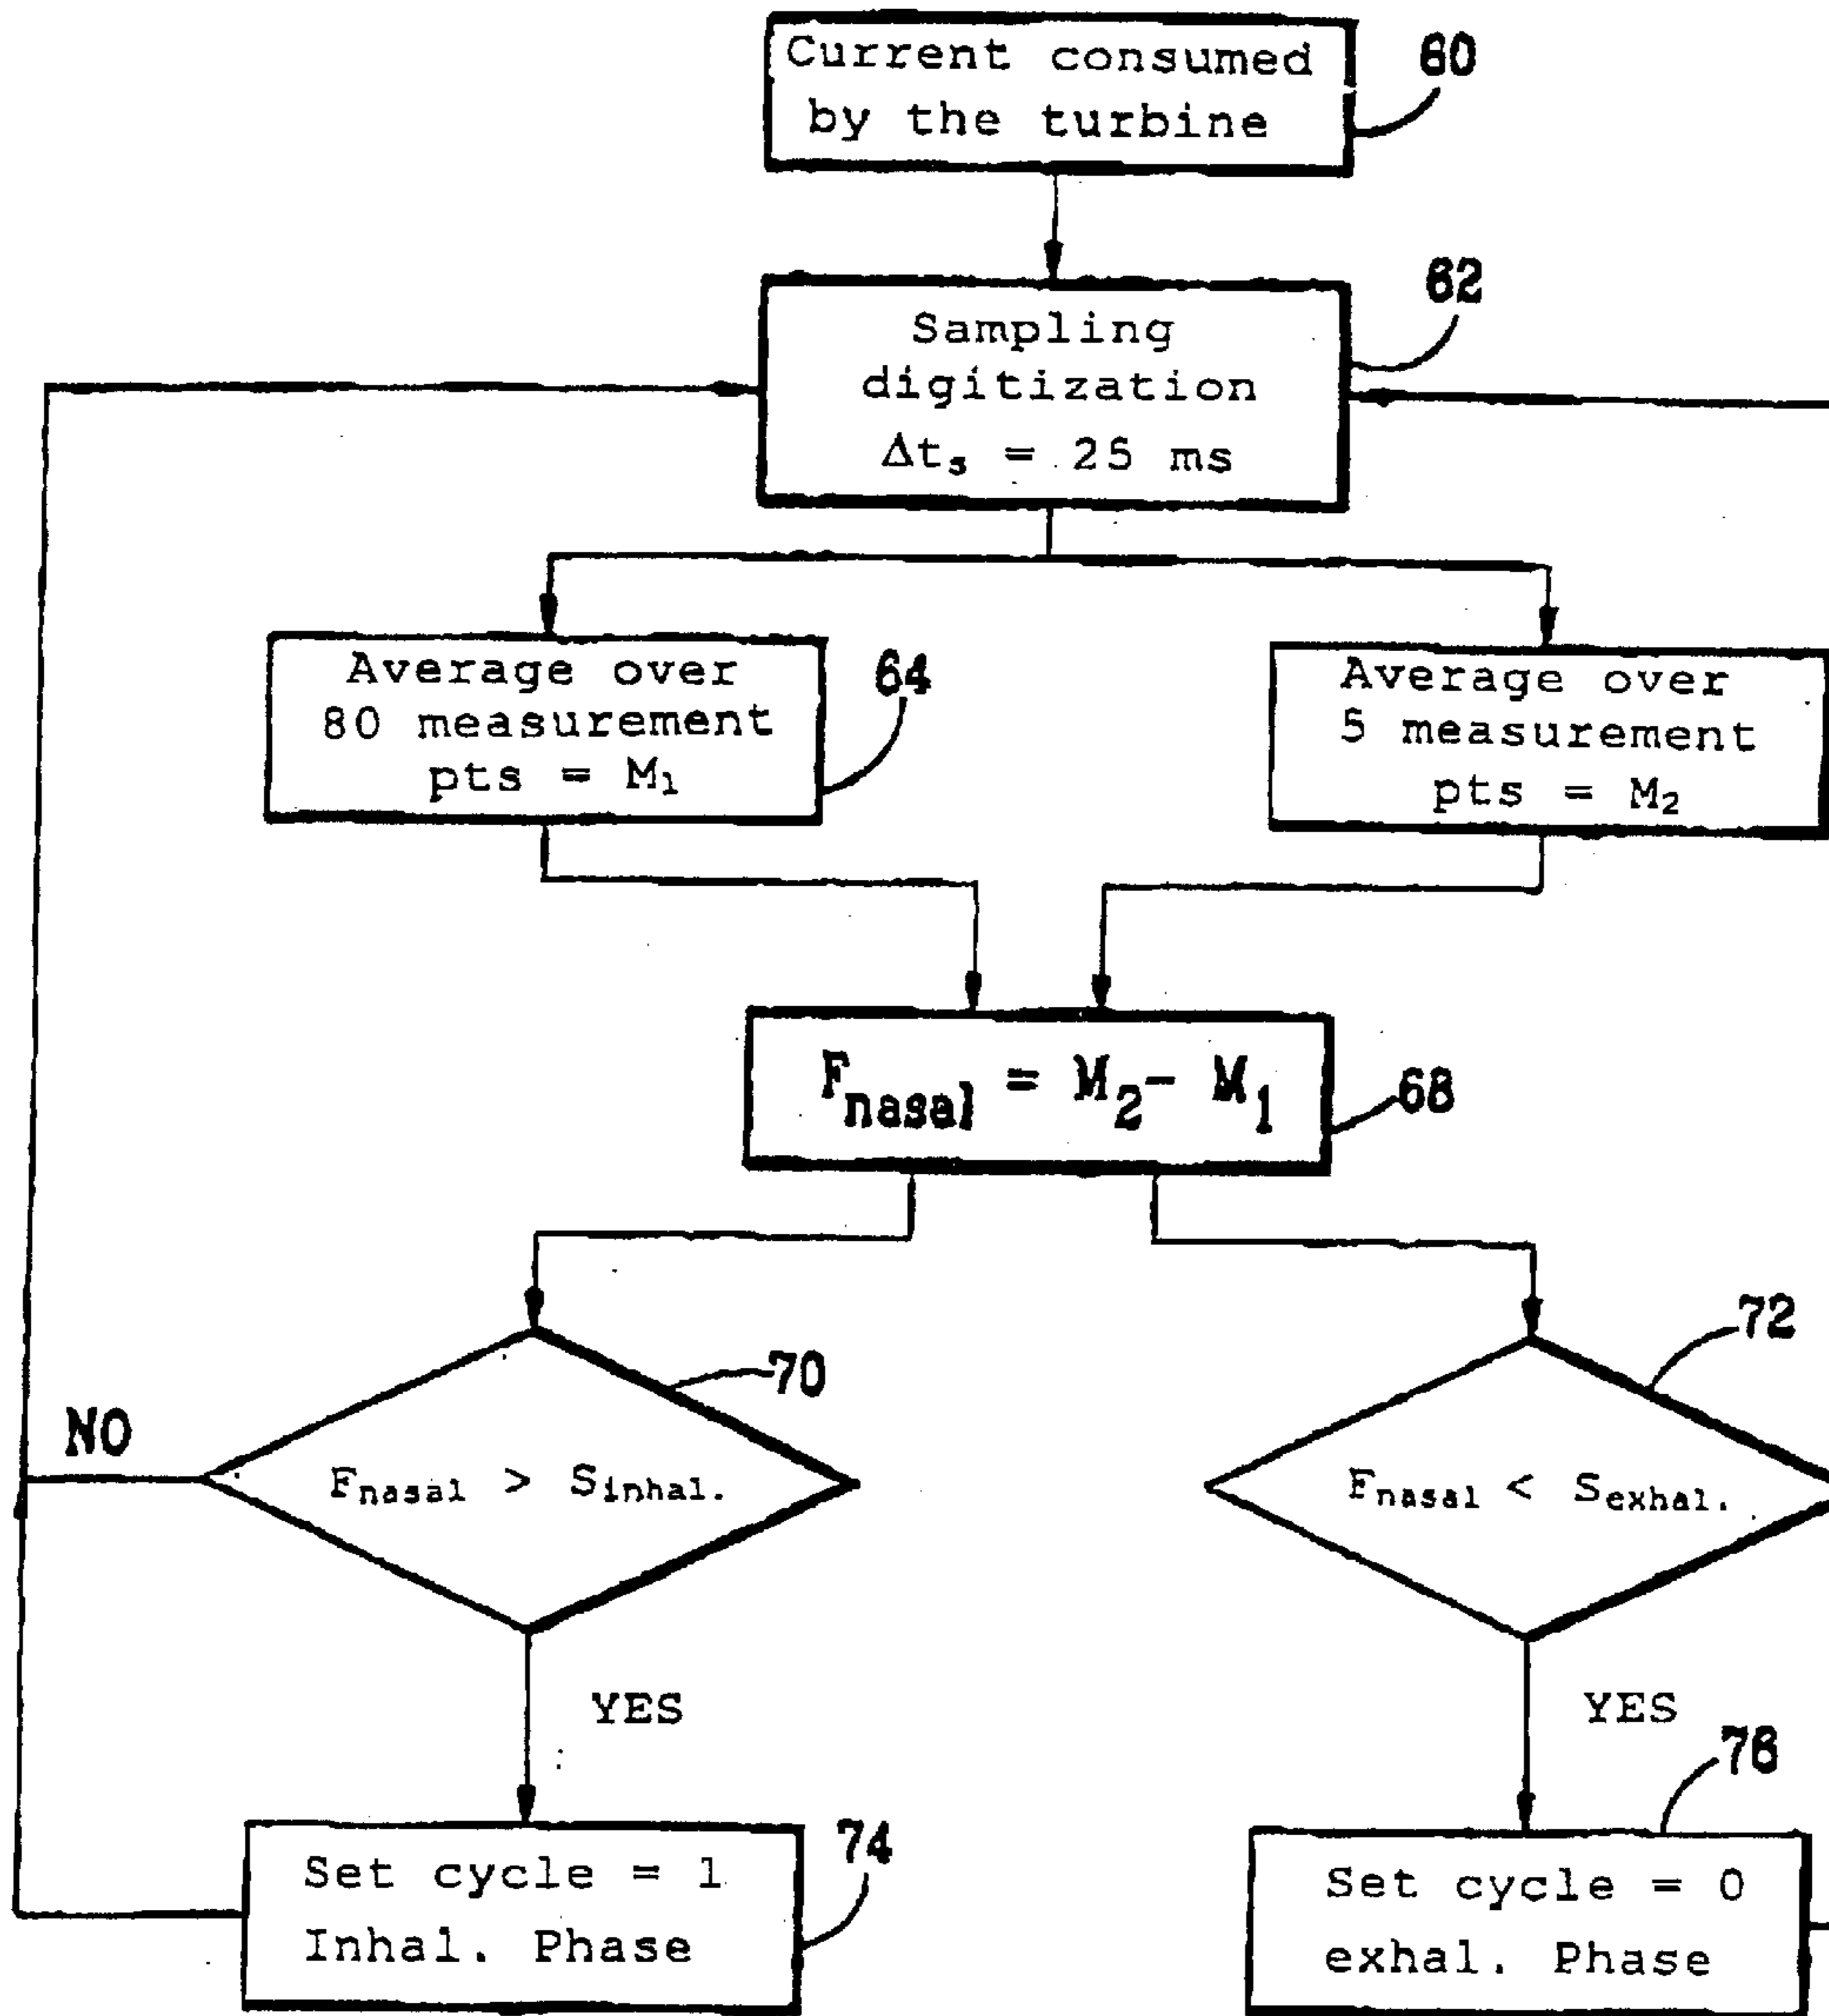 Current consumed
by the turbine
60
Sampling
digitization
Δtₛ = 25 ms
62
Average over
80 measurement
pts = M₁
64
Average over
5 measurement
pts = M₂
Fnasal = M₂ - M₁
68
70
72
NO
Fnasal > Sinhal.
Fnasal < Sexhal.
YES
YES
Set cycle = 1
Inhal. Phase
74
Set cycle = 0
exhal. Phase
76